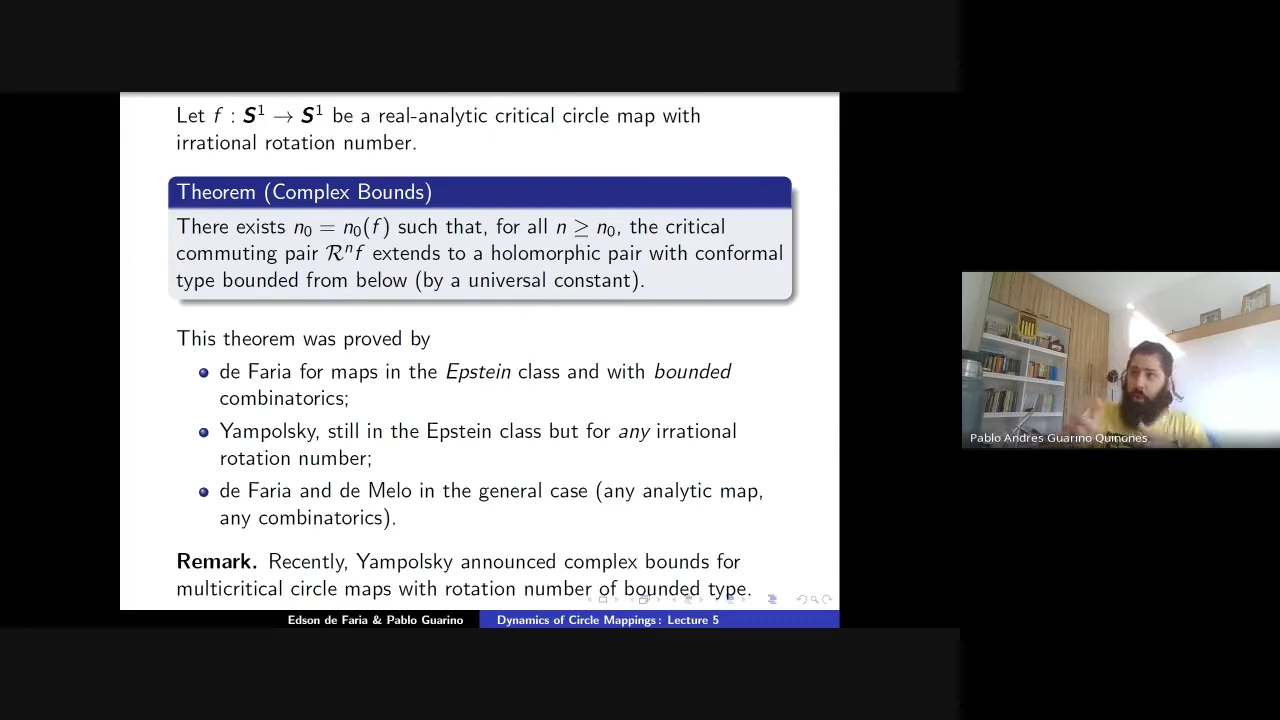 Let f : S¹ → S¹ be a real-analytic critical circle map with
irrational rotation number.
Theorem (Complex Bounds)
There exists n₀ = n₀(f) such that, for all n ≥ n₀, the critical
commuting pair ℛⁿf extends to a holomorphic pair with conformal
type bounded from below (by a universal constant).
This theorem was proved by
de Faria for maps in the Epstein class and with bounded
combinatorics;
Yampolsky, still in the Epstein class but for any irrational
rotation number;
de Faria and de Melo in the general case (any analytic map,
any combinatorics).
Remark. Recently, Yampolsky announced complex bounds for
multicritical circle maps with rotation number of bounded type.
Edson de Faria & Pablo Guarino
Dynamics of Circle Mappings: Lecture 5
Pablo Andres Guarino Quinones